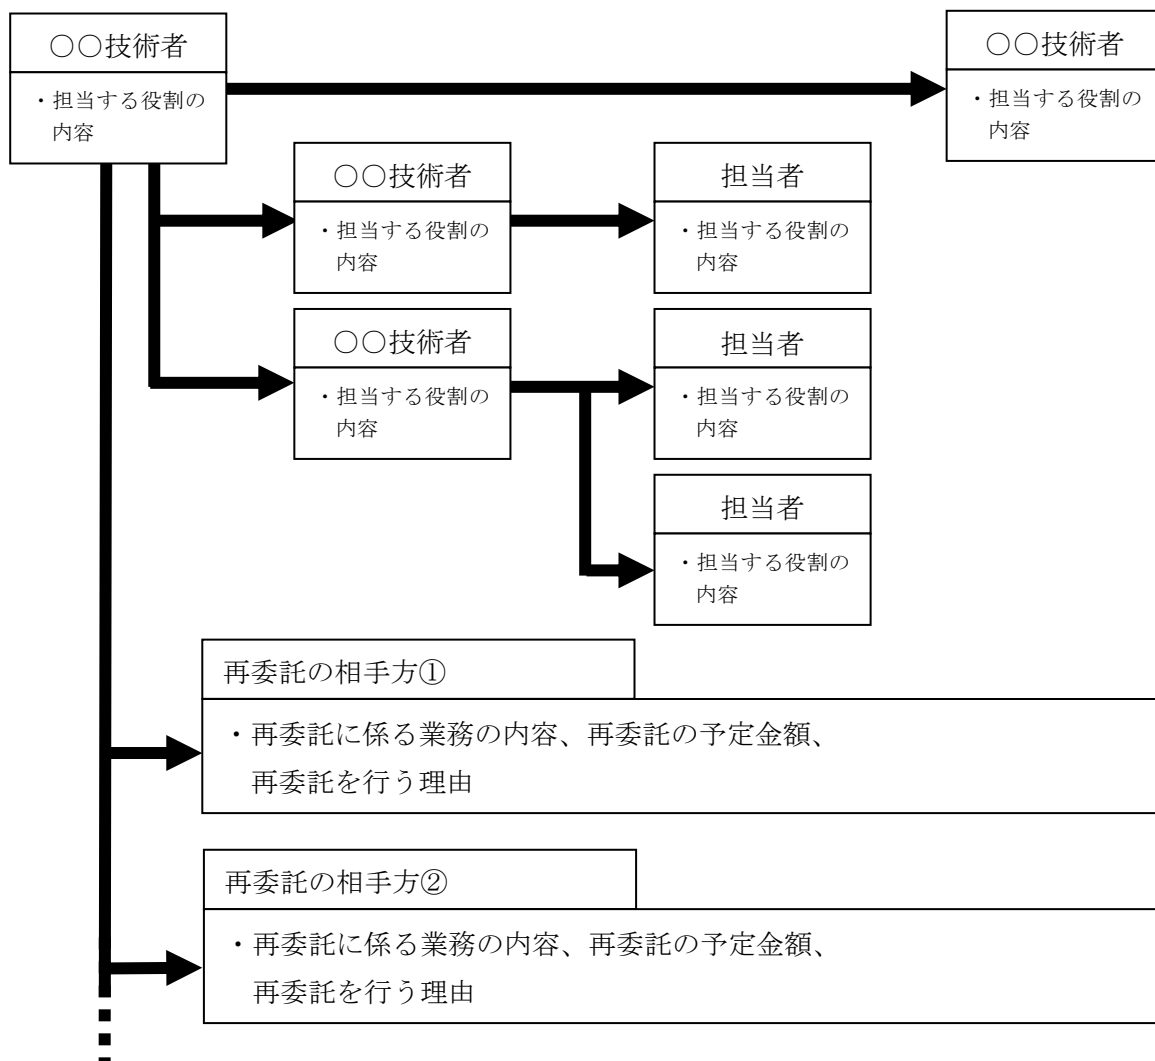 〇〇技術者
・担当する役割の
内容
〇〇技術者
・担当する役割の
内容
〇〇技術者
・担当する役割の
内容
担当者
・担当する役割の
内容
〇〇技術者
・担当する役割の
内容
担当者
・担当する役割の
内容
担当者
・担当する役割の
内容
再委託の相手方①
・再委託に係る業務の内容、再委託の予定金額、
再委託を行う理由
再委託の相手方②
・再委託に係る業務の内容、再委託の予定金額、
再委託を行う理由